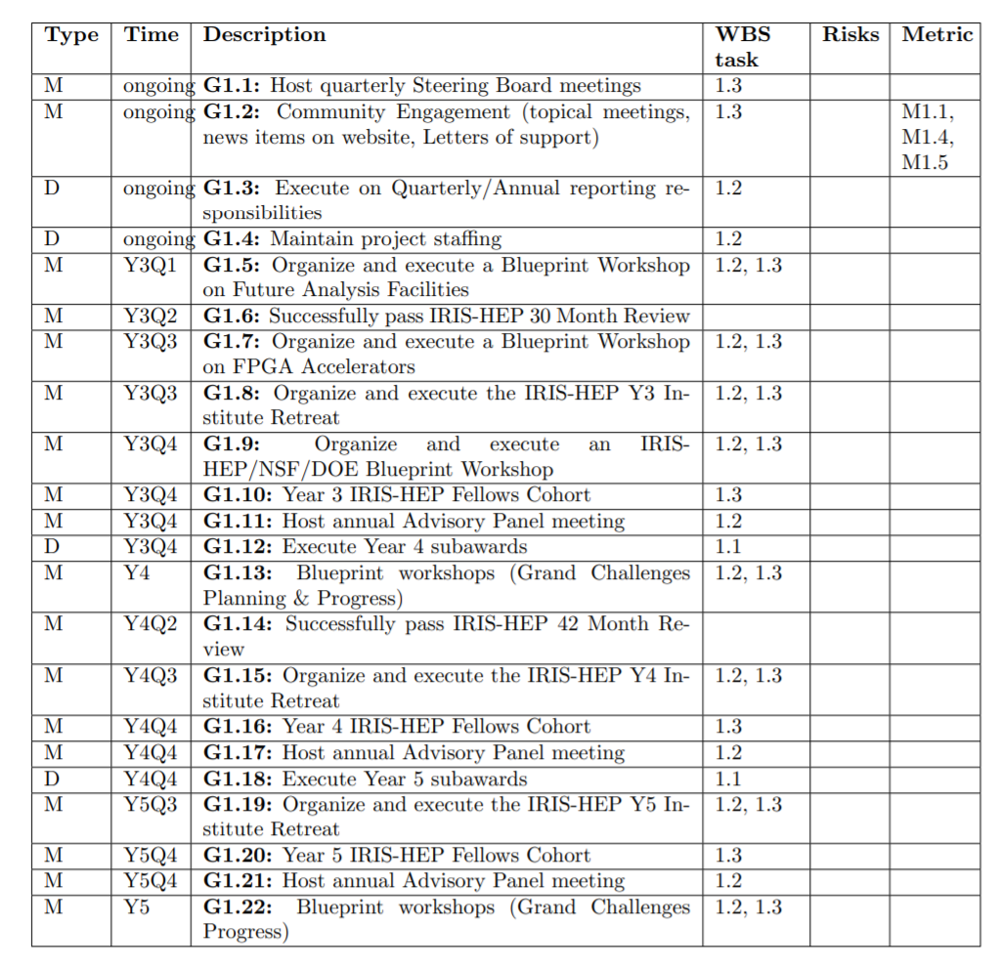 Type Time Description WBS Risks Metric
task
M ongoing G1.1: Host quarterly Steering Board meetings 1.3
M ongoing G1.2: Community Engagement (topical meetings, 1.3 M1.1,
news items on website, Letters of support) M1.4,
M1.5
D ongoing G1.3: Execute on Quarterly/Annual reporting re- 1.2
sponsibilities
D ongoing G1.4: Maintain project staffing 1.2
M Y3Q1 G1.5: Organize and execute a Blueprint Workshop 1.2, 1.3
on Future Analysis Facilities
M Y3Q2 G1.6: Successfully pass IRIS-HEP 30 Month Review
M Y3Q3 G1.7: Organize and execute a Blueprint Workshop 1.2, 1.3
on FPGA Accelerators
M Y3Q3 G1.8: Organize and execute the IRIS-HEP Y3 In- 1.2, 1.3
stitute Retreat
M Y3Q4 G1.9: Organize and execute an IRIS- 1.2, 1.3
HEP/NSF/DOE Blueprint Workshop
M Y3Q4 G1.10: Year 3 IRIS-HEP Fellows Cohort 1.3
M Y3Q4 G1.11: Host annual Advisory Panel meeting 1.2
D Y3Q4 G1.12: Execute Year 4 subawards 1.1
M Y4 G1.13: Blueprint workshops (Grand Challenges 1.2, 1.3
Planning & Progress)
M Y4Q2 G1.14: Successfully pass IRIS-HEP 42 Month Re-
view
M Y4Q3 G1.15: Organize and execute the IRIS-HEP Y4 In- 1.2, 1.3
stitute Retreat
M Y4Q4 G1.16: Year 4 IRIS-HEP Fellows Cohort 1.3
M Y4Q4 G1.17: Host annual Advisory Panel meeting 1.2
D Y4Q4 G1.18: Execute Year 5 subawards 1.1
M Y5Q3 G1.19: Organize and execute the IRIS-HEP Y5 In- 1.2, 1.3
stitute Retreat
M Y5Q4 G1.20: Year 5 IRIS-HEP Fellows Cohort 1.3
M Y5Q4 G1.21: Host annual Advisory Panel meeting 1.2
M Y5 G1.22: Blueprint workshops (Grand Challenges 1.2, 1.3
Progress)